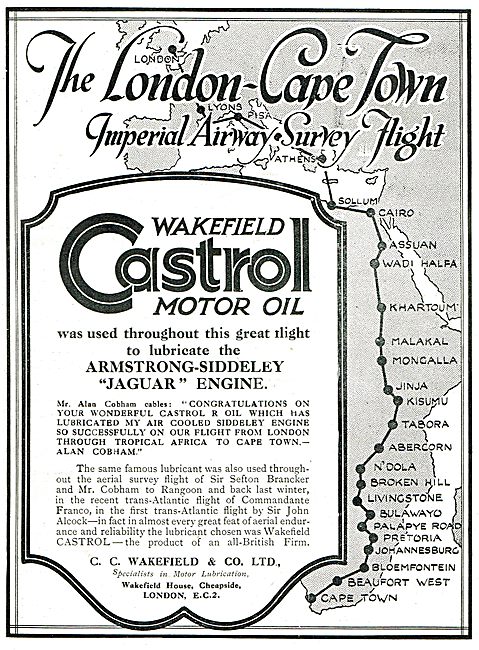 The London-Cape Town
Imperial Airway·Survey flight
LONDON
LYONS
PISA
ATHENS
SOLLUM
CAIRO
ASSUAN
WADI HALFA
KHARTOUM
MALAKAL
MONGALLA
JINJA
KISUMU
TABORA
ABERCORN
N'DOLA
BROKEN HILL
LIVINGSTONE
BULAWAYO
PALAPYE ROAD
PRETORIA
JOHANNESBURG
BLOEMFONTEIN
BEAUFORT WEST
CAPE TOWN
WAKEFIELD
Castrol
MOTOR OIL
was used throughout this great flight
to lubricate the
ARMSTRONG-SIDDELEY
"JAGUAR" ENGINE.
Mr. Alan Cobham cables: "CONGRATULATIONS ON
YOUR WONDERFUL CASTROL R OIL WHICH HAS
LUBRICATED MY AIR COOLED SIDDELEY ENGINE
SO SUCCESSFULLY ON OUR FLIGHT FROM LONDON
THROUGH TROPICAL AFRICA TO CAPE TOWN.—
ALAN COBHAM."
The same famous lubricant was also used through-
out the aerial survey flight of Sir Sefton Brancker
and Mr. Cobham to Rangoon and back last winter,
in the recent trans-Atlantic flight of Commandante
Franco, in the first trans-Atlantic flight by Sir John
Alcock—in fact in almost every great feat of aerial endur-
ance and reliability the lubricant chosen was Wakefield
CASTROL—the product of an all-British Firm.
C. C. WAKEFIELD & CO. LTD.,
Specialists in Motor Lubrication,
Wakefield House, Cheapside,
LONDON, E.C.2.